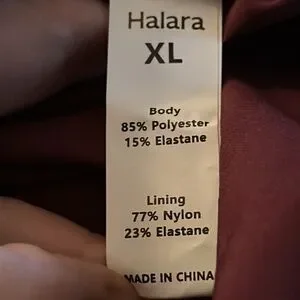 Halara
XL
Body
85% Polyester
15% Elastane
Lining
77% Nylon
23% Elastane
MADE IN CHINA